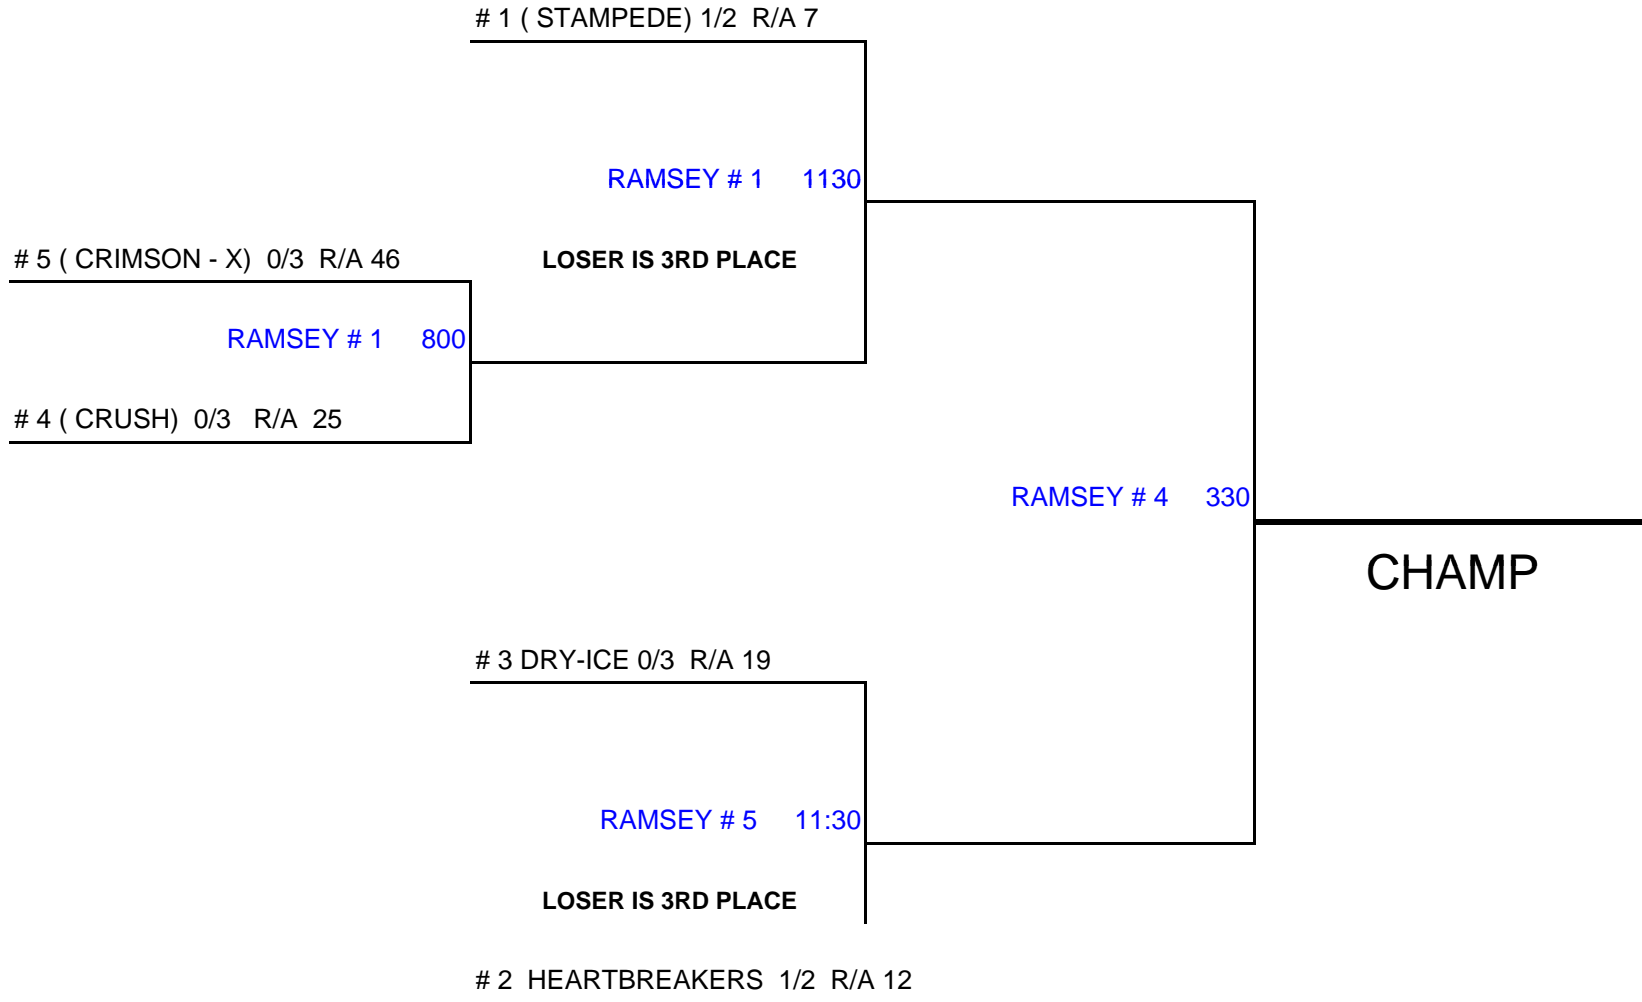 # 1 ( STAMPEDE) 1/2 R/A 7
RAMSEY # 1 1130
# 5 ( CRIMSON - X) 0/3 R/A 46
LOSER IS 3RD PLACE
RAMSEY # 1 800
# 4 ( CRUSH) 0/3 R/A 25
RAMSEY # 4 330
CHAMP
# 3 DRY-ICE 0/3 R/A 19
RAMSEY # 5 11:30
LOSER IS 3RD PLACE
# 2 HEARTBREAKERS 1/2 R/A 12